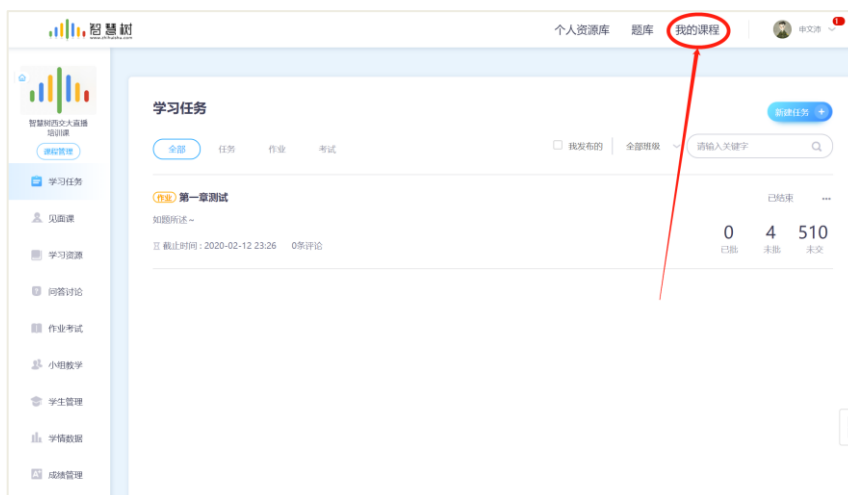 智慧树
www.zhihuishu.com
个人资源库 题库 我的课程 申文沛 1
智慧树西交大直播
培训课
课程管理
学习任务
见面课
学习资源
问答讨论
作业考试
小组教学
学生管理
学情数据
成绩管理
学习任务
新建任务 +
全部 任务 作业 考试
我发布的 全部班级 请输入关键字
作业 第一章测试
已结束 ...
如题所述~
截止时间 : 2020-02-12 23:26 0条评论
0 4 510
已批 未批 未交